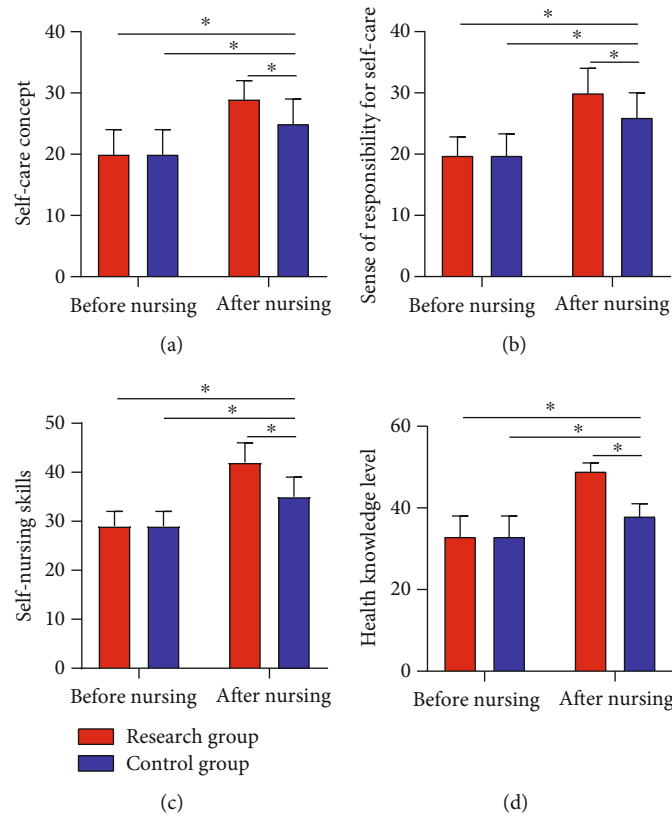 *
*
*
40
30
20
10
0
Self-care concept
Before nursing After nursing
(a)
*
*
*
40
30
20
10
0
Sense of responsibility for self-care
Before nursing After nursing
(b)
*
*
*
50
40
30
20
10
0
Self-nursing skills
Before nursing After nursing
Research group
Control group
(c)
*
*
*
60
40
20
0
Health knowledge level
Before nursing After nursing
(d)